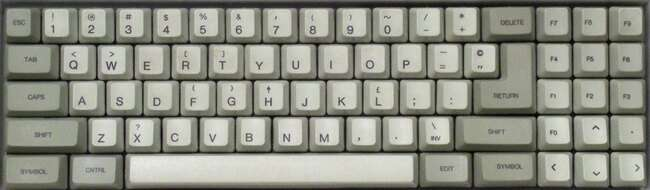 ESC ! 1 @ 2 # 3 $ 4 % 5 & 6 ' 7 ( 8 ) 9 ~ 0 / - * + DELETE F7 F8 F9
TAB < Q > W E [ R ] T Y U I O P - = © " F4 F5 F6
CAPS A S D { F } G ↑ H J K £ L ; : RETURN F1 F2 F3
SHIFT Z ? X C V B N M , . \ INV SHIFT F0 ^ .
SYMBOL CNTRL EDIT SYMBOL < ⌄ >